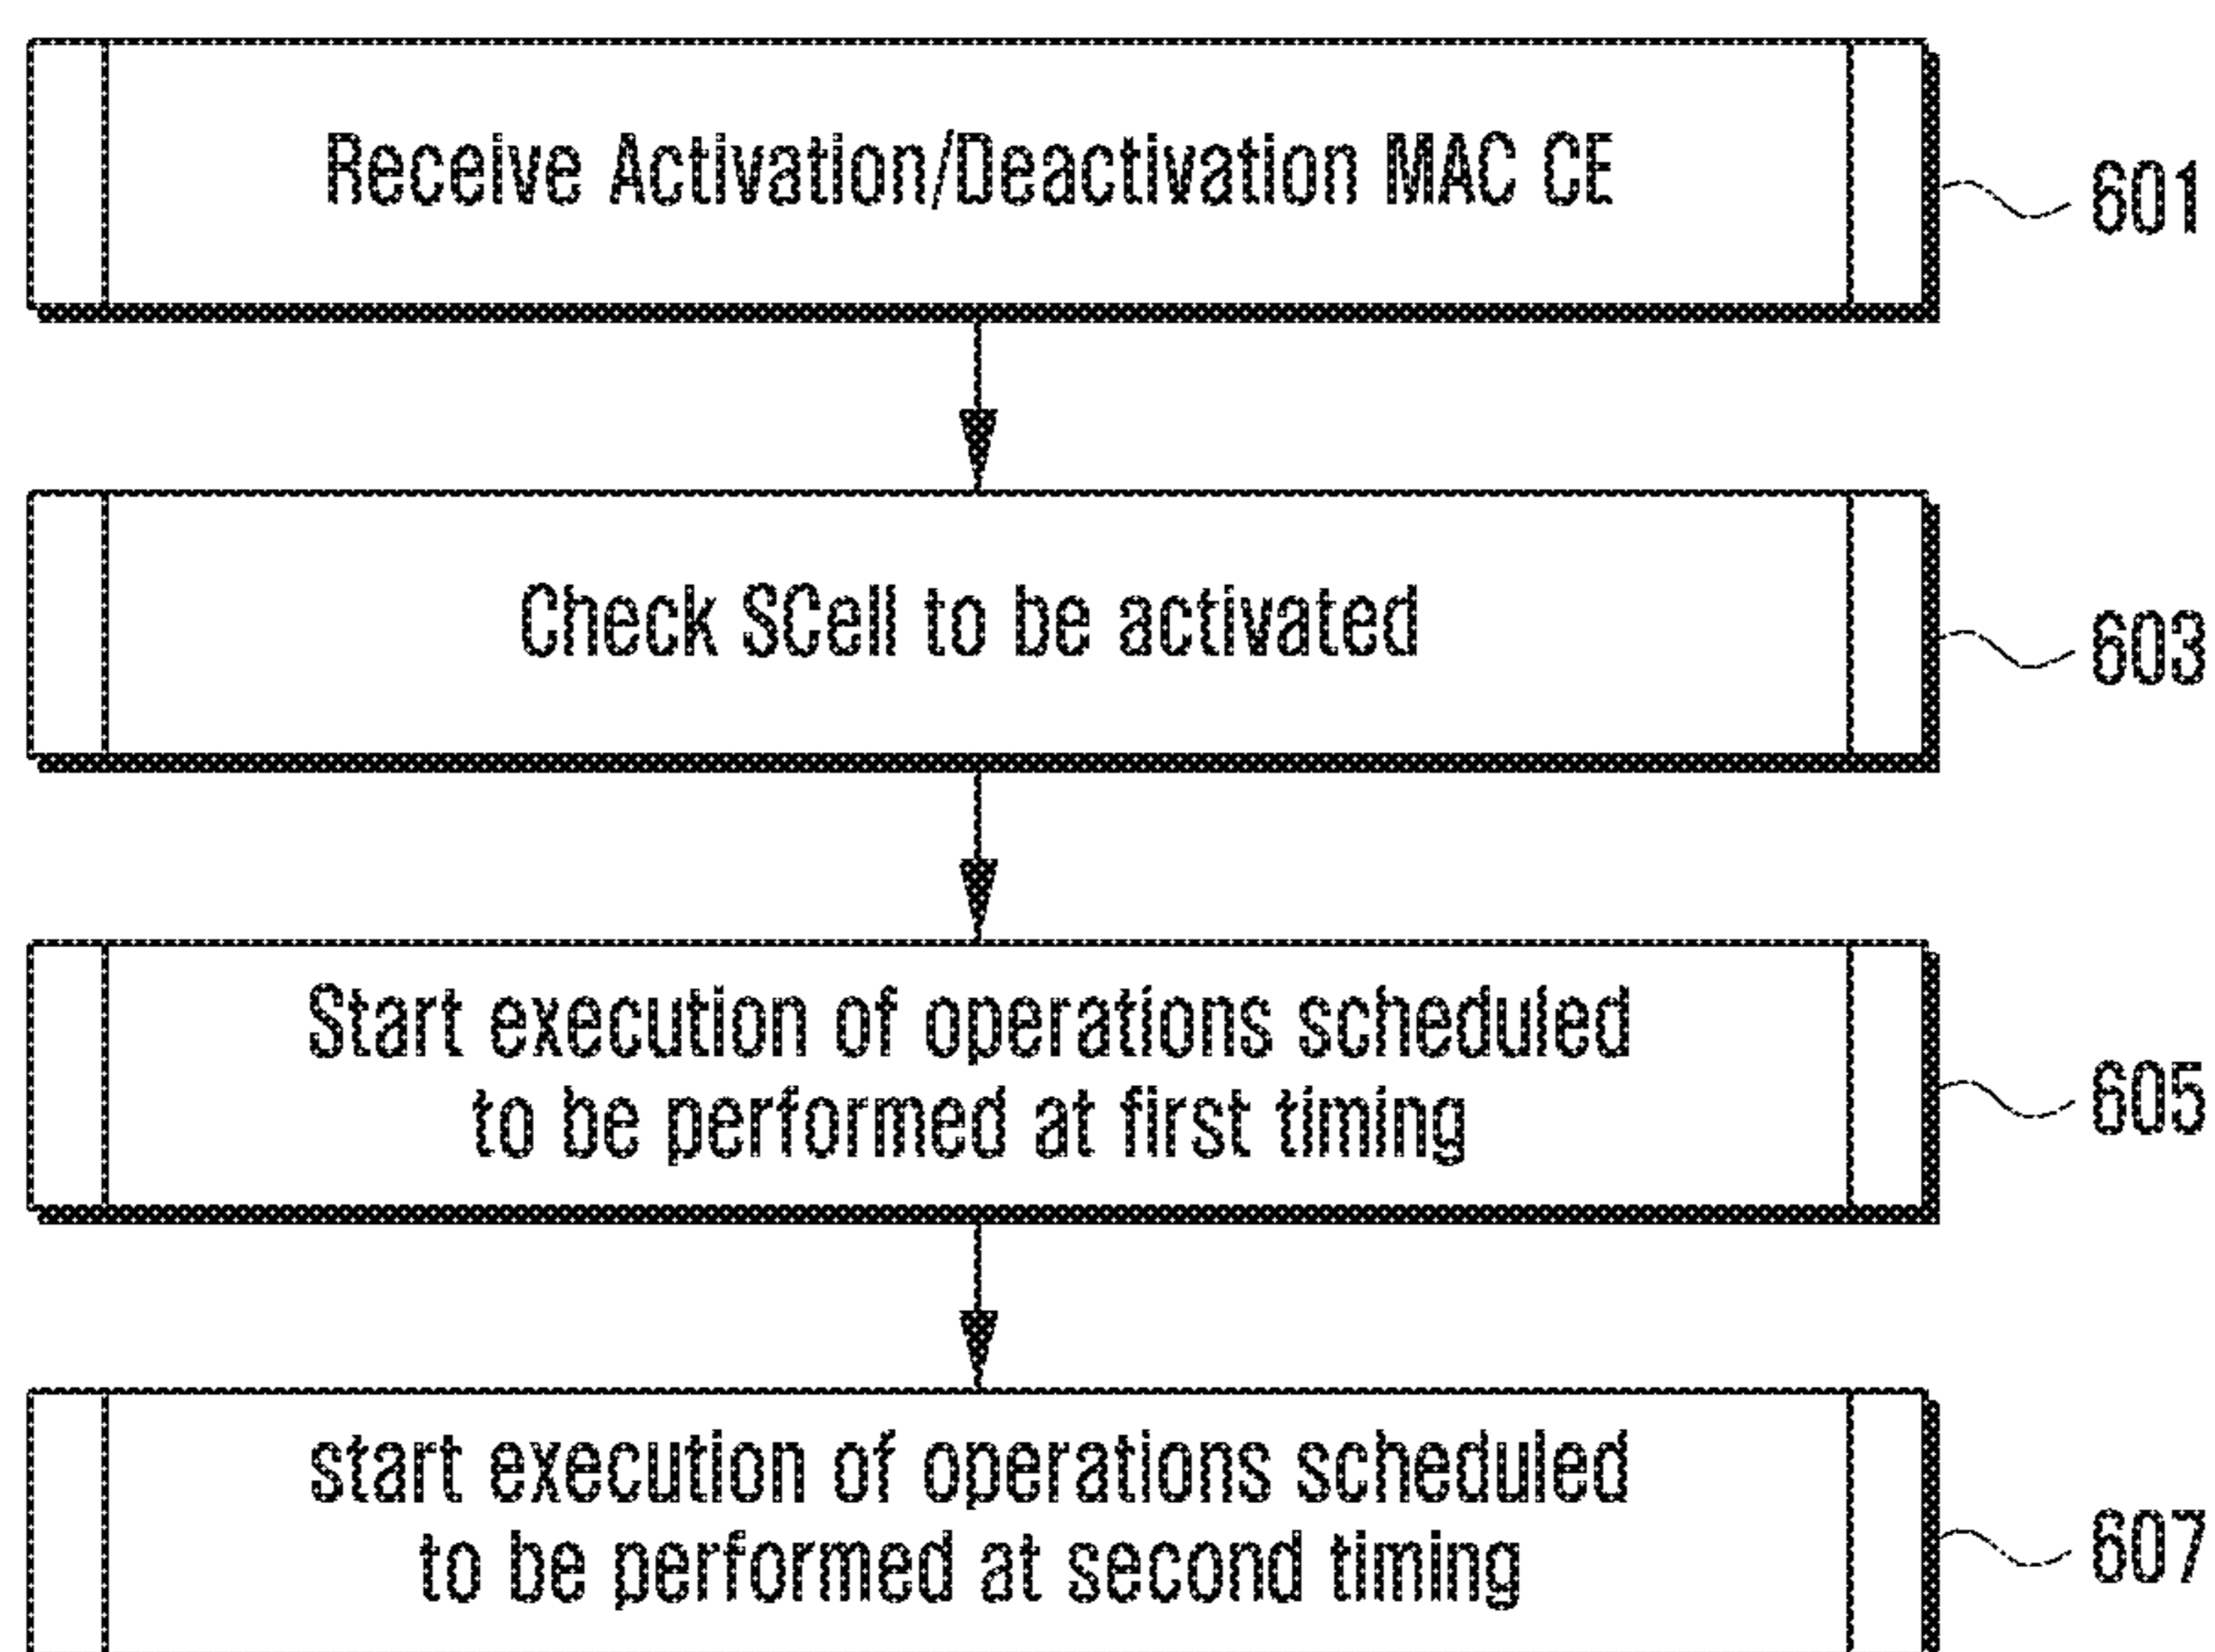 Receive Activation/Deactivation MAC CE
601
Check SCell to be activated
603
Start execution of operations scheduled
to be performed at first timing
605
start execution of operations scheduled
to be performed at second timing
607